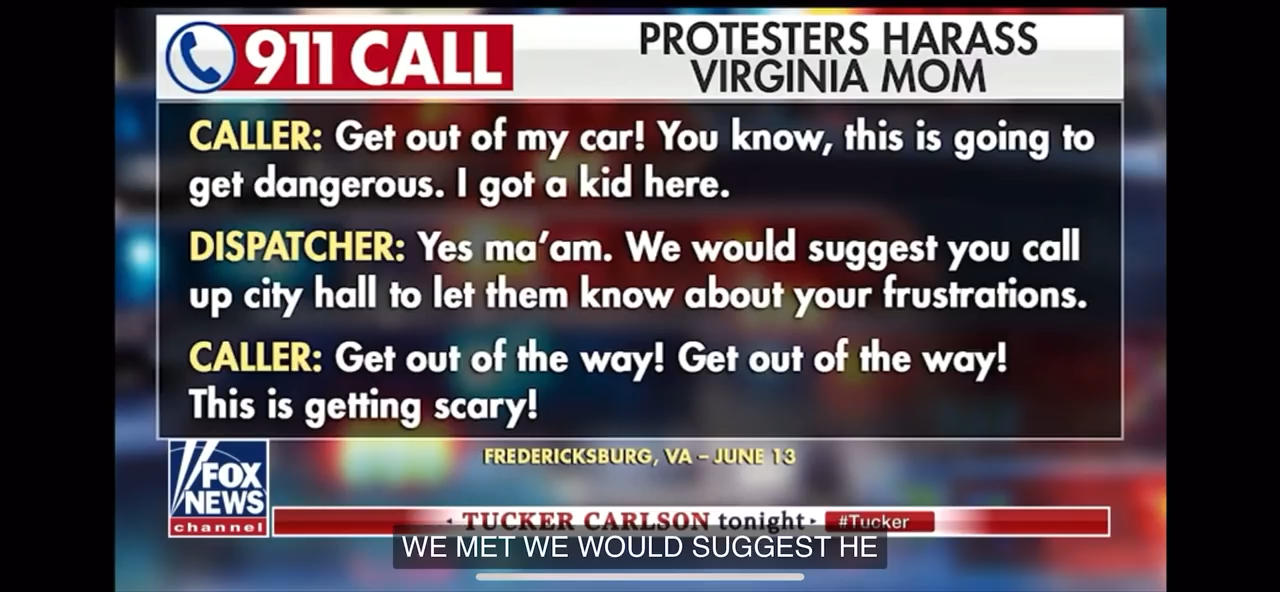 911 CALL
PROTESTERS HARASS
VIRGINIA MOM
CALLER: Get out of my car! You know, this is going to
get dangerous. I got a kid here.
DISPATCHER: Yes ma’am. We would suggest you call
up city hall to let them know about your frustrations.
CALLER: Get out of the way! Get out of the way!
This is getting scary!
FREDERICKSBURG, VA – JUNE 13
FOX
NEWS
channel
TUCKER CARLSON tonight
#Tucker
WE MET WE WOULD SUGGEST HE